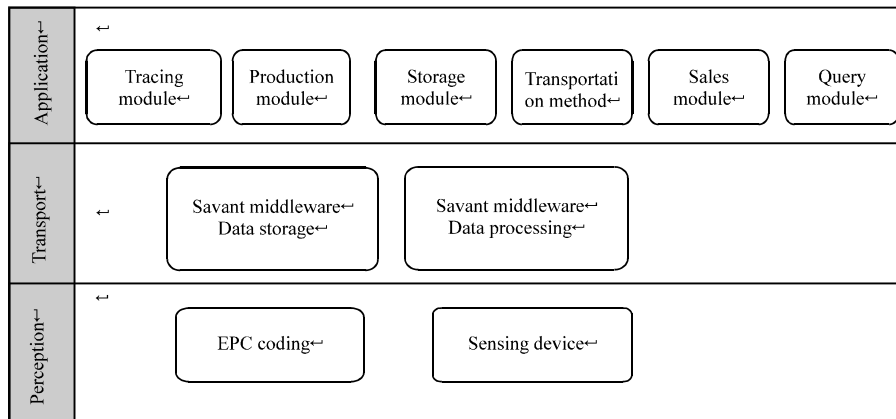 Application↵
↵
Tracing
module↵
Production
module↵
Storage
module↵
Transportati
on method↵
Sales
module↵
Query
module↵
Transport↵
↵
Savant middleware↵
Data storage↵
Savant middleware↵
Data processing↵
Perception↵
↵
EPC coding↵
Sensing device↵